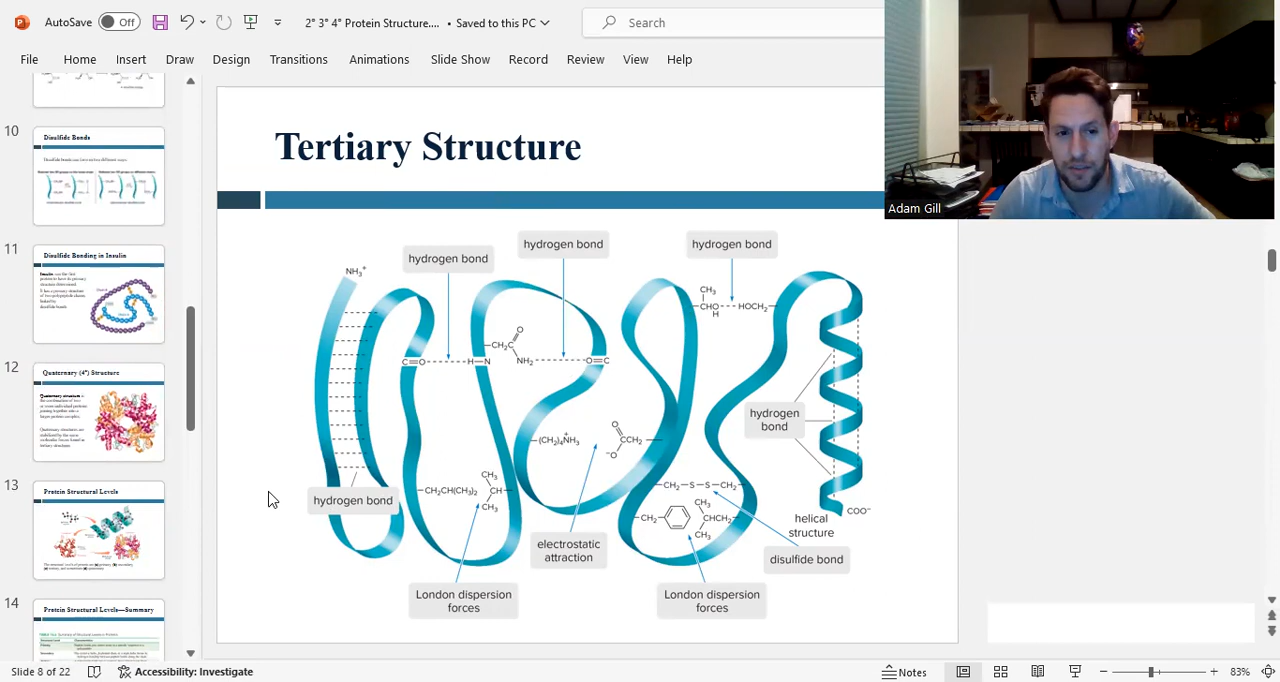 AutoSave
Off
2° 3° 4° Protein Structure.... • Saved to this PC
Search
File
Home
Insert
Draw
Design
Transitions
Animations
Slide Show
Record
Review
View
Help
10
Disulfide Bonds
11
Disulfide Bonding in Insulin
12
Quaternary (4°) Structure
13
Protein Structural Levels
14
Protein Structural Levels—Summary
Tertiary Structure
Adam Gill
hydrogen bond
hydrogen bond
hydrogen bond
NH3+
CH3
CHO
H
HOCH2
C=O
H—N
CH2C
O
NH2
O=C
hydrogen
bond
(CH2)4NH3+
O
-O
CCH2
hydrogen bond
CH2CH(CH3)2
CH3
CH
CH3
electrostatic
attraction
CH2—S—S—CH2
CH2
CH3
CHCH2
CH3
COO-
helical
structure
disulfide bond
London dispersion
forces
London dispersion
forces
Slide 8 of 22
Accessibility: Investigate
Notes
83%